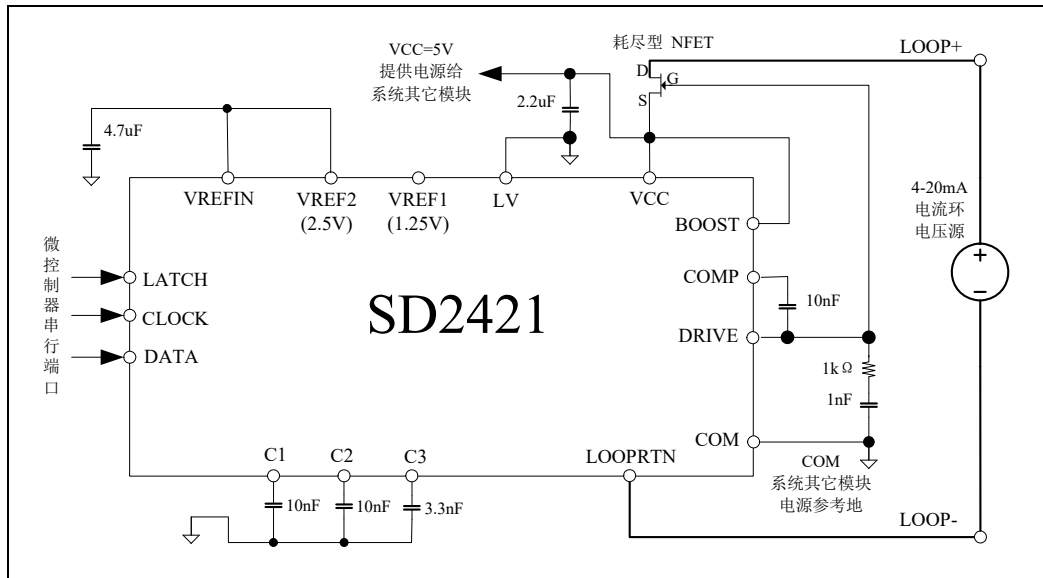 耗尽型 NFET
LOOP+
VCC=5V
提供电源给
系统其它模块
D
G
S
2.2uF
4.7uF
VREFIN
VREF2
(2.5V)
VREF1
(1.25V)
LV
VCC
4-20mA
电流环
电压源
BOOST
微控制器串行端口
LATCH
COMP
+
10nF
CLOCK
SD2421
DRIVE
DATA
1kΩ
1nF
COM
C1
C2
C3
LOOPRTN
COM
系统其它模块
电源参考地
10nF
10nF
3.3nF
LOOP-